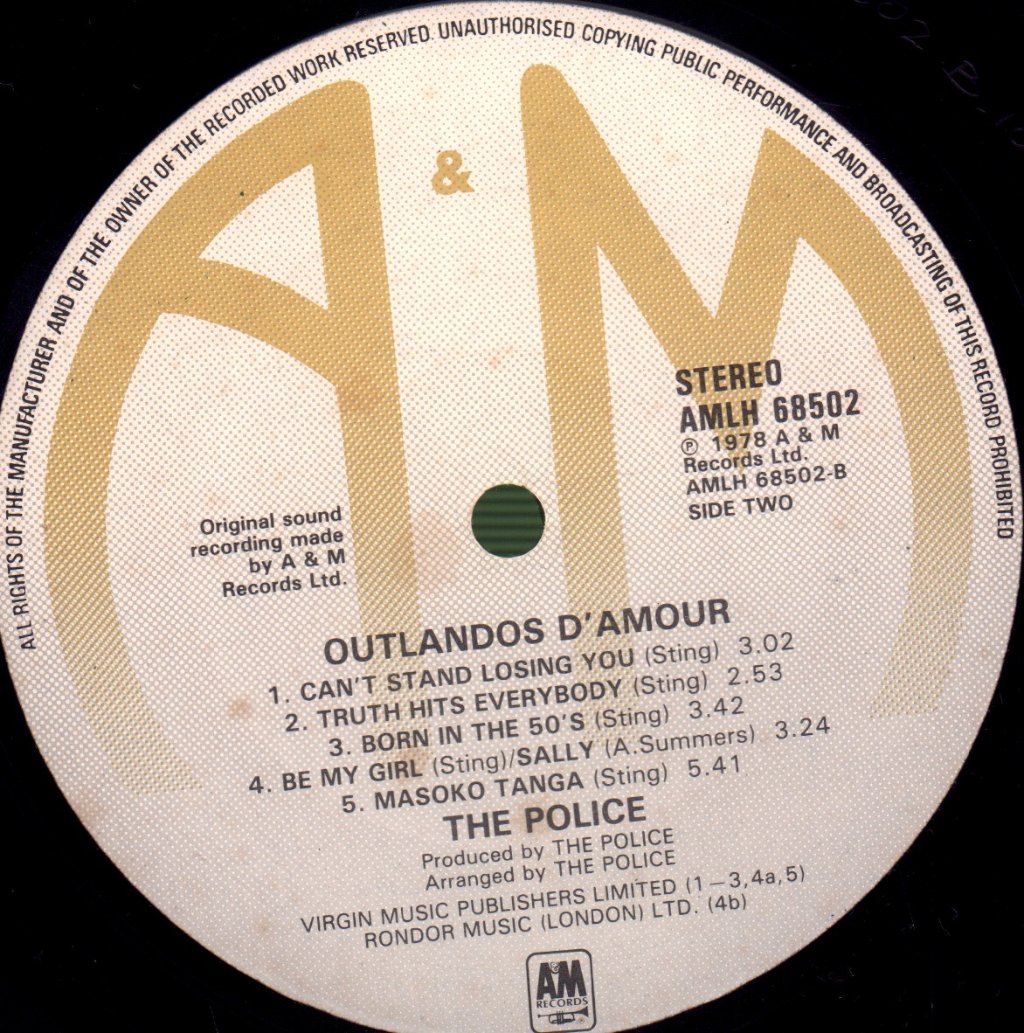 ALL RIGHTS OF THE MANUFACTURER AND OF THE OWNER OF THE RECORDED WORK RESERVED UNAUTHORISED COPYING PUBLIC PERFORMANCE AND BROADCASTING OF THIS RECORD PROHIBITED
A & M
STEREO
AMLH 68502
℗ 1978 A & M
Records Ltd.
AMLH 68502-B
SIDE TWO
Original sound
recording made
by A & M
Records Ltd.
OUTLANDOS D'AMOUR
1. CAN'T STAND LOSING YOU (Sting) 3.02
2. TRUTH HITS EVERYBODY (Sting) 2.53
3. BORN IN THE 50'S (Sting) 3.42
4. BE MY GIRL (Sting)/SALLY (A.Summers) 3.24
5. MASOKO TANGA (Sting) 5.41
THE POLICE
Produced by THE POLICE
Arranged by THE POLICE
VIRGIN MUSIC PUBLISHERS LIMITED (1–3,4a,5)
RONDOR MUSIC (LONDON) LTD. (4b)
A&M
RECORDS